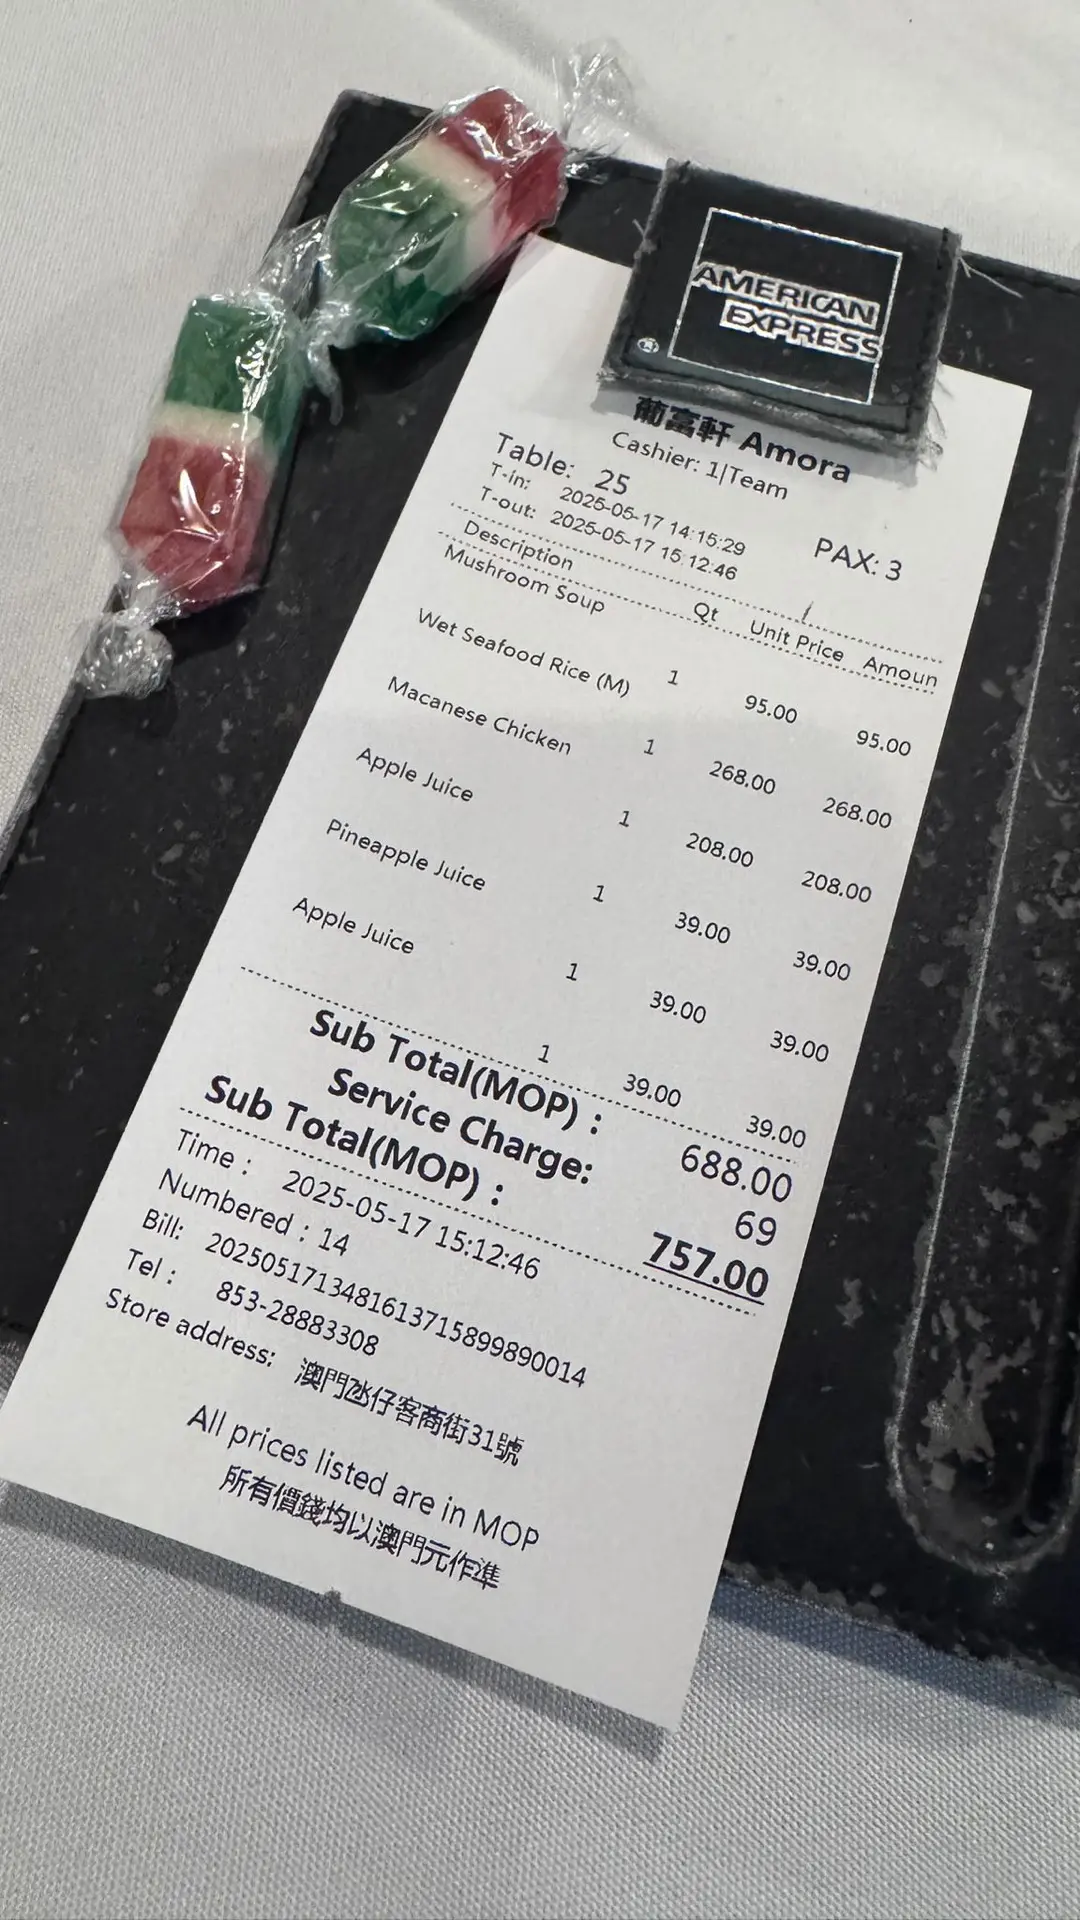 AMERICAN
EXPRESS
®
葡富軒 Amora
Cashier: 1|Team
Table: 25
PAX: 3
T-in: 2025-05-17 14:15:29
T-out: 2025-05-17 15:12:46
Description Qt Unit Price Amoun
Mushroom Soup
1 95.00 95.00
Wet Seafood Rice (M)
1 268.00 268.00
Macanese Chicken
1 208.00 208.00
Apple Juice
1 39.00 39.00
Pineapple Juice
1 39.00 39.00
Apple Juice
1 39.00 39.00
Sub Total(MOP) : 688.00
Service Charge: 69
Sub Total(MOP) : 757.00
Time : 2025-05-17 15:12:46
Numbered : 14
Bill: 2025051713481613715899890014
Tel : 853-28883308
Store address: 澳門氹仔客商街31號
All prices listed are in MOP
所有價錢均以澳門元作準